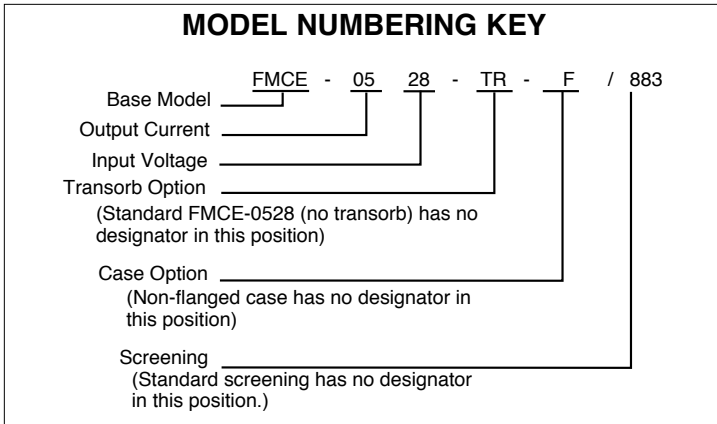 MODEL NUMBERING KEY
FMCE - 05 28 - TR - F / 883
Base Model
Output Current
Input Voltage
Transorb Option
(Standard FMCE-0528 (no transorb) has no
designator in this position)
Case Option
(Non-flanged case has no designator in
this position)
Screening
(Standard screening has no designator
in this position.)